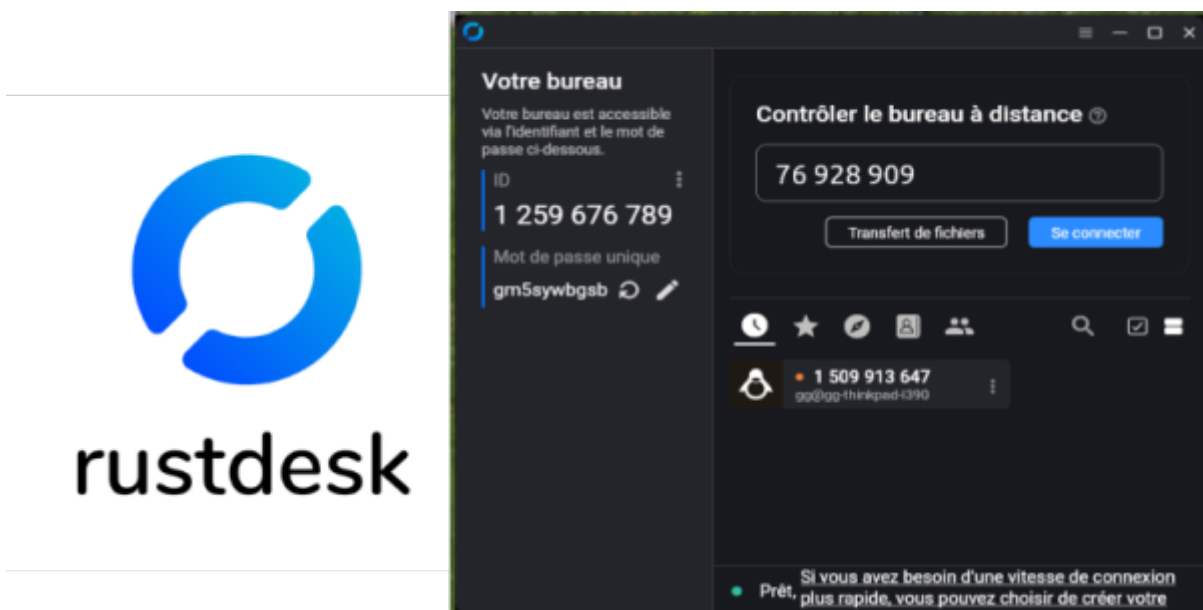 rustdesk
Votre bureau
Votre bureau est accessible
via l'identifiant et le mot de
passe ci-dessous.
ID
1 259 676 789
Mot de passe unique
gm5sywbgsb
Contrôler le bureau à distance
76 928 909
Transfert de fichiers
Se connecter
1 509 913 647
gg@gg-thinkpad-l390
Prêt, Si vous avez besoin d'une vitesse de connexion
plus rapide, vous pouvez choisir de créer votre